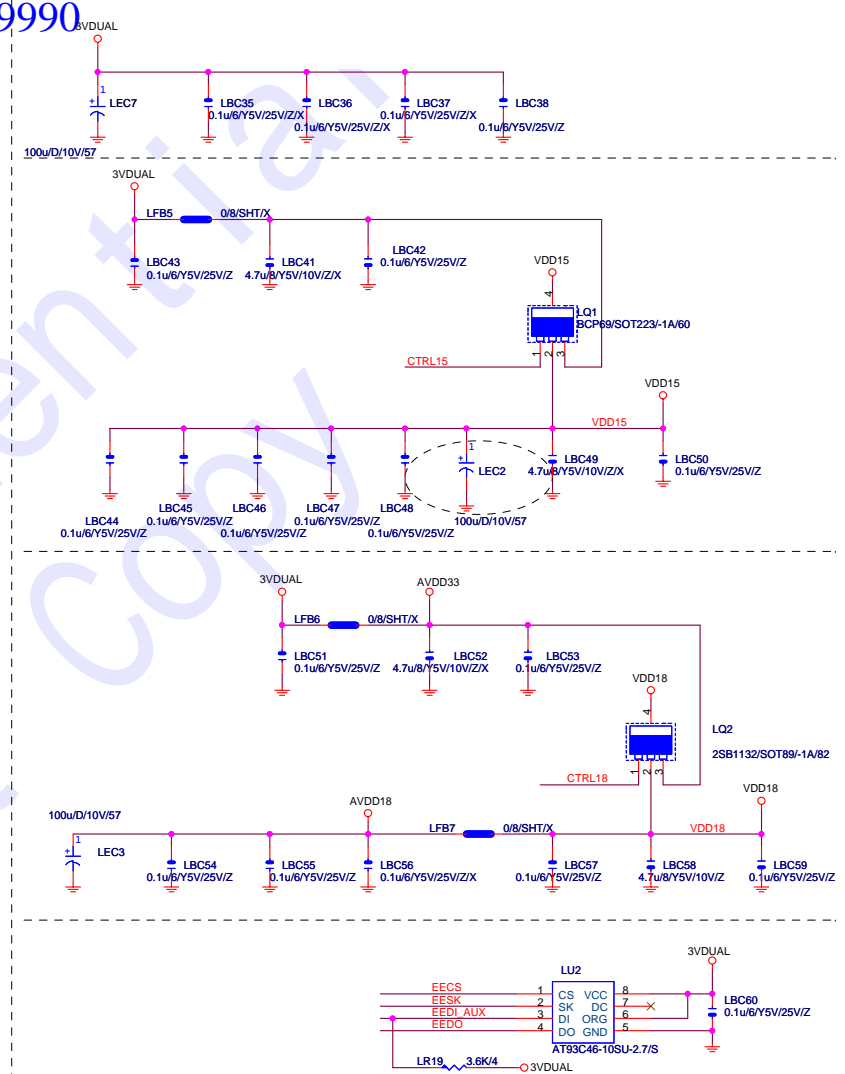 9990
3VDUAL
1
+
LEC7
100u/D/10V/57
LBC35
0.1u/6/Y5V/25V/Z/X
LBC36
0.1u/6/Y5V/25V/Z/X
LBC37
0.1u/6/Y5V/25V/Z/X
LBC38
0.1u/6/Y5V/25V/Z
3VDUAL
LFB5
0/8/SHT/X
LBC43
0.1u/6/Y5V/25V/Z
LBC41
4.7u/8/Y5V/10V/Z/X
LBC42
0.1u/6/Y5V/25V/Z
VDD15
4
LQ1
BCP69/SOT223/-1A/60
1
2
3
CTRL15
VDD15
VDD15
LBC44
0.1u/6/Y5V/25V/Z
LBC45
0.1u/6/Y5V/25V/Z
LBC46
0.1u/6/Y5V/25V/Z
LBC47
0.1u/6/Y5V/25V/Z
LBC48
0.1u/6/Y5V/25V/Z
1
+
LEC2
100u/D/10V/57
LBC49
4.7u/8/Y5V/10V/Z/X
LBC50
0.1u/6/Y5V/25V/Z
3VDUAL
AVDD33
LFB6
0/8/SHT/X
LBC51
0.1u/6/Y5V/25V/Z
LBC52
4.7u/8/Y5V/10V/Z/X
LBC53
0.1u/6/Y5V/25V/Z
VDD18
4
LQ2
2SB1132/SOT89/-1A/82
1
2
3
CTRL18
VDD18
AVDD18
LFB7
0/8/SHT/X
VDD18
100u/D/10V/57
1
+
LEC3
LBC54
0.1u/6/Y5V/25V/Z
LBC55
0.1u/6/Y5V/25V/Z
LBC56
0.1u/6/Y5V/25V/Z/X
LBC57
0.1u/6/Y5V/25V/Z
LBC58
4.7u/8/Y5V/10V/Z
LBC59
0.1u/6/Y5V/25V/Z
LU2
3VDUAL
EECS 1 CS VCC 8
EESK 2 SK DC 7
EEDI_AUX 3 DI ORG 6
EEDO 4 DO GND 5
AT93C46-10SU-2.7/S
LBC60
0.1u/6/Y5V/25V/Z
LR19 3.6K/4 3VDUAL
ential
Copy